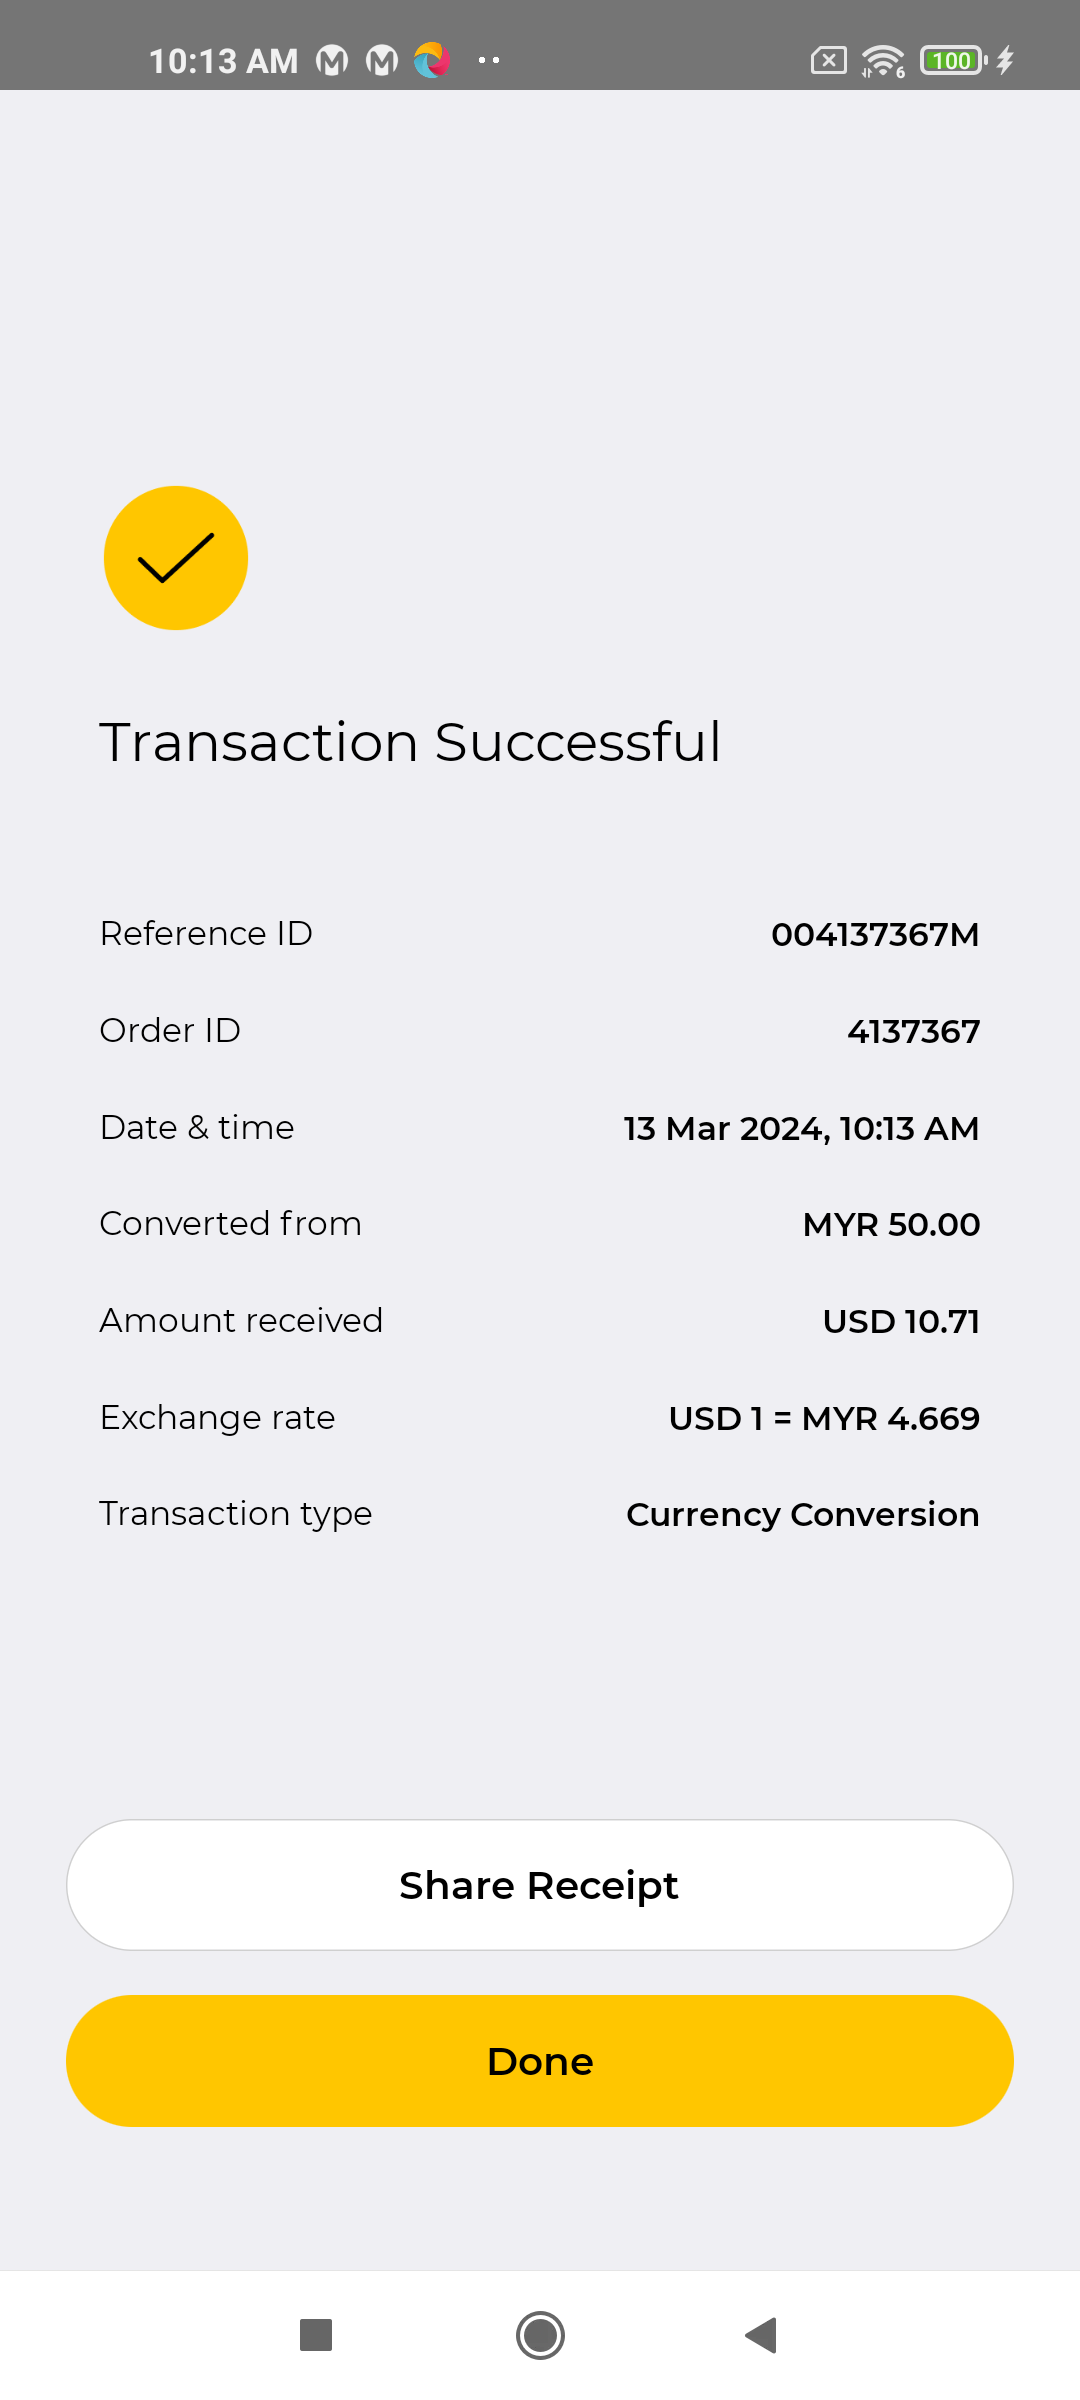 10:13 AM
6
100
Transaction Successful
Reference ID 004137367M
Order ID 4137367
Date & time 13 Mar 2024, 10:13 AM
Converted from MYR 50.00
Amount received USD 10.71
Exchange rate USD 1 = MYR 4.669
Transaction type Currency Conversion
Share Receipt
Done